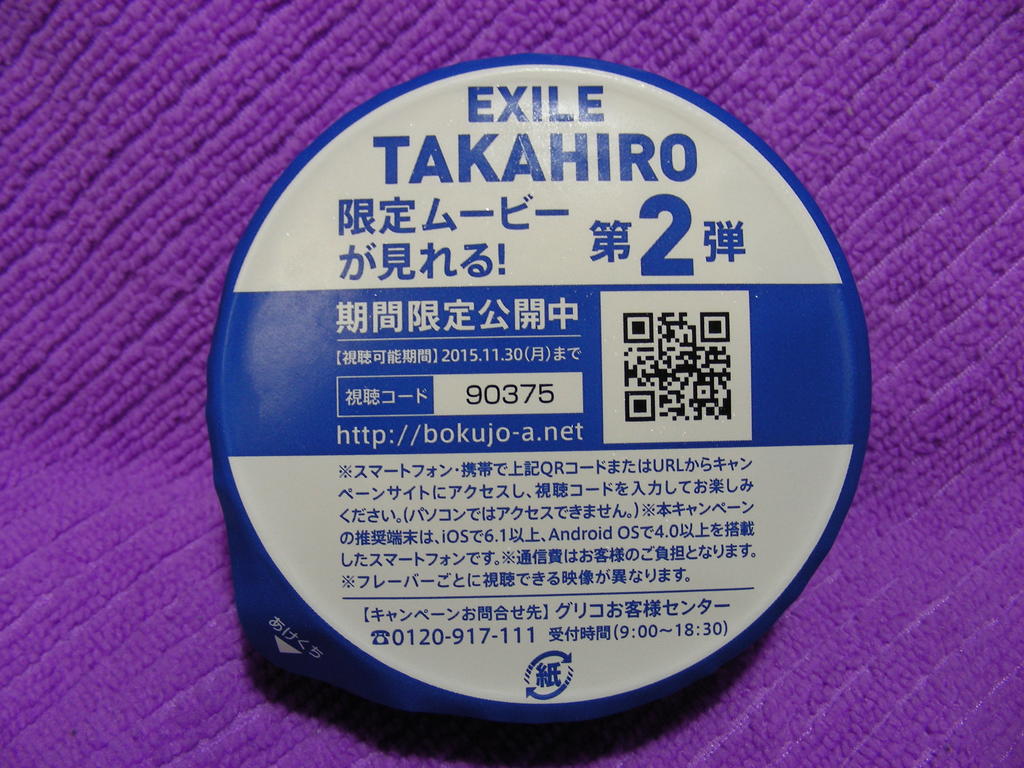 EXILE
TAKAHIRO
限定ムービー
が見れる!
第2弾
期間限定公開中
【視聴可能期間】2015.11.30(月)まで
視聴コード 90375
http://bokujo-a.net
※スマートフォン・携帯で上記QRコードまたはURLからキャン
ペーンサイトにアクセスし、視聴コードを入力してお楽しみ
ください。(パソコンではアクセスできません。)※本キャンペーン
の推奨端末は、iOSで6.1以上、Android OSで4.0以上を搭載
したスマートフォンです。※通信費はお客様のご負担となります。
※フレーバーごとに視聴できる映像が異なります。
【キャンペーンお問合せ先】グリコお客様センター
☎0120-917-111 受付時間(9:00〜18:30)
あけくち
紙